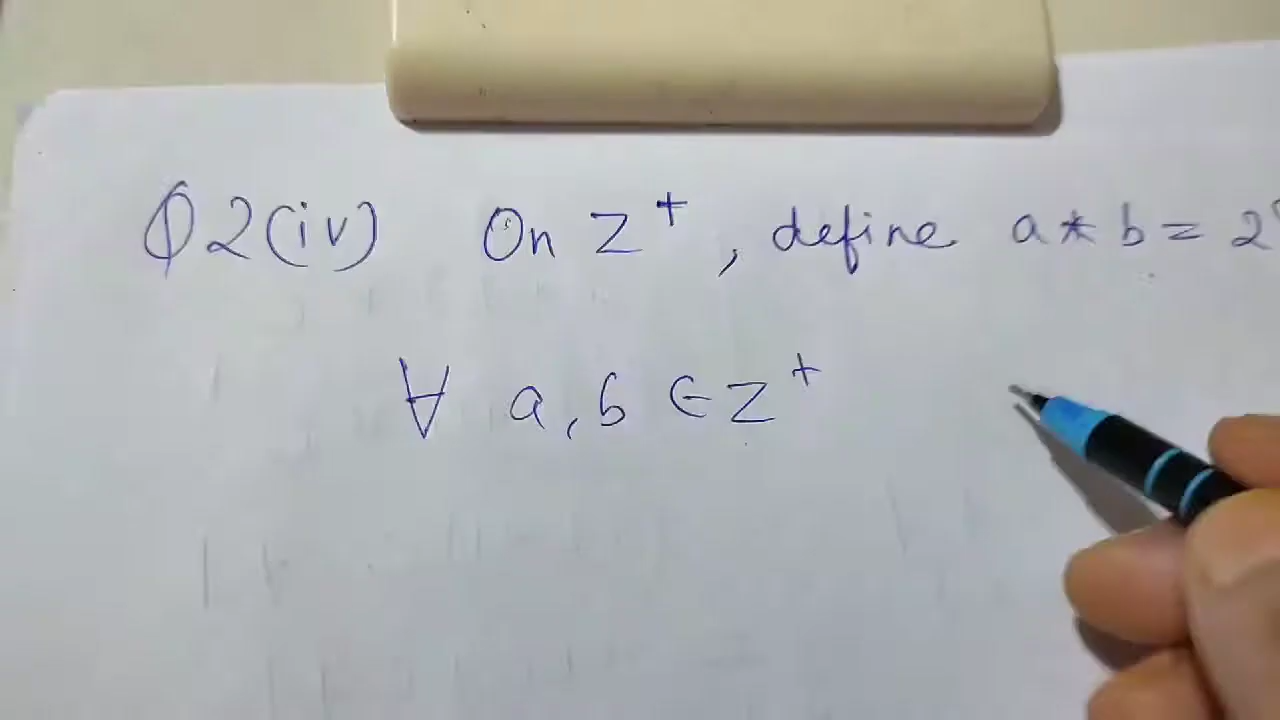 Q2(iv) On Z⁺, define a * b = 2
∀ a, b ∈ Z⁺